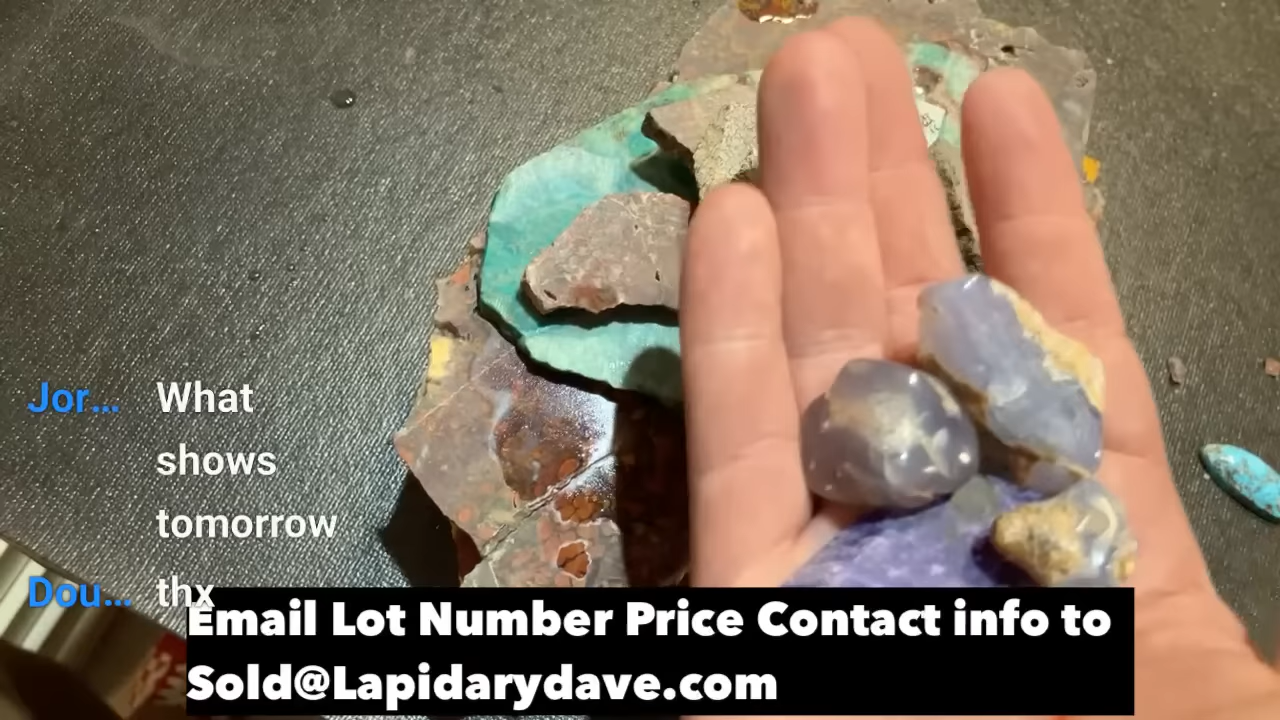 Jor... What
shows
tomorrow
Dou... thx
Email Lot Number Price Contact info to
Sold@Lapidarydave.com